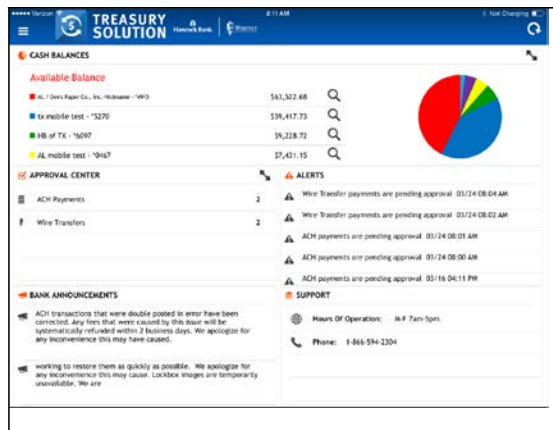 Verizon
8:11 AM
Not Charging
TREASURY
SOLUTION
Hancock Bank.
WHITNEY
CASH BALANCES
Available Balance
AL / Den's Paper Co., Inc.-Nickname - *4915
$63,522.68
tx mobile test - *5270
$59,417.73
HB of TX - *6097
$9,228.72
AL mobile test - *0467
$7,431.15
APPROVAL CENTER
ACH Payments 2
Wire Transfers 2
ALERTS
Wire Transfer payments are pending approval 03/24 08:04 AM
Wire Transfer payments are pending approval 03/24 08:02 AM
ACH payments are pending approval 03/24 08:01 AM
ACH payments are pending approval 03/24 08:00 AM
ACH payments are pending approval 03/16 04:11 PM
BANK ANNOUNCEMENTS
ACH transactions that were double posted in error have been
corrected. Any fees that were caused by this issue will be
systematically refunded within 2 business days. We apologize for
any inconvenience this may have caused.
working to restore them as quickly as possible. We apologize for
any inconvenience this may cause. Lockbox images are temporarily
unavailable. We are
SUPPORT
Hours Of Operation: M-F 7am-5pm.
Phone: 1-866-594-2304